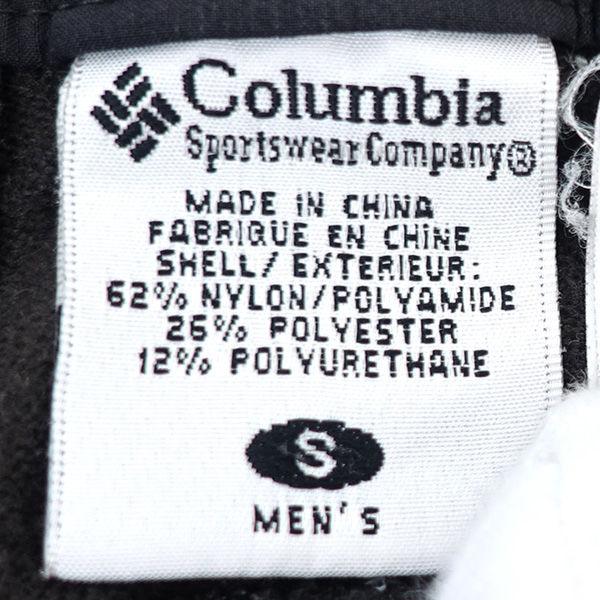 Columbia
Sportswear Company®
MADE IN CHINA
FABRIQUE EN CHINE
SHELL/EXTERIEUR:
62% NYLON/POLYAMIDE
26% POLYESTER
12% POLYURETHANE
S
MEN'S